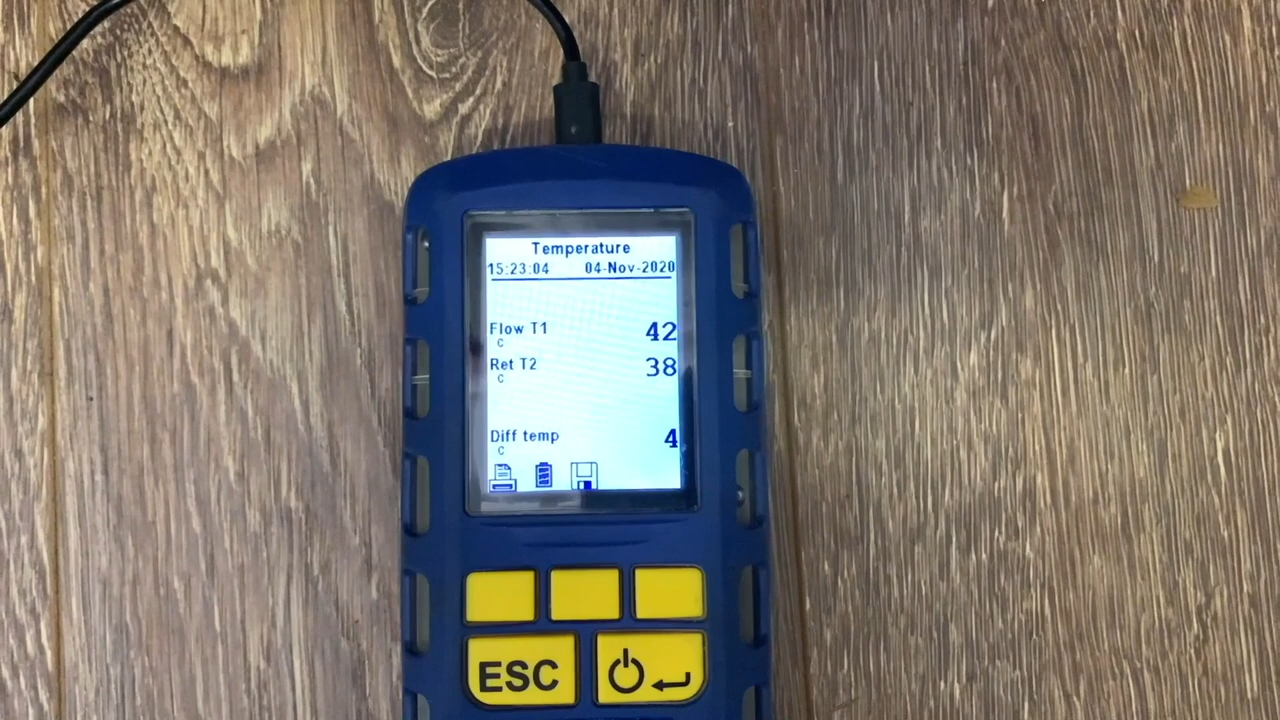 Temperature
15:23:04 04-Nov-2020
Flow T1 42
C
Ret T2 38
C
Diff temp 4
C
ESC